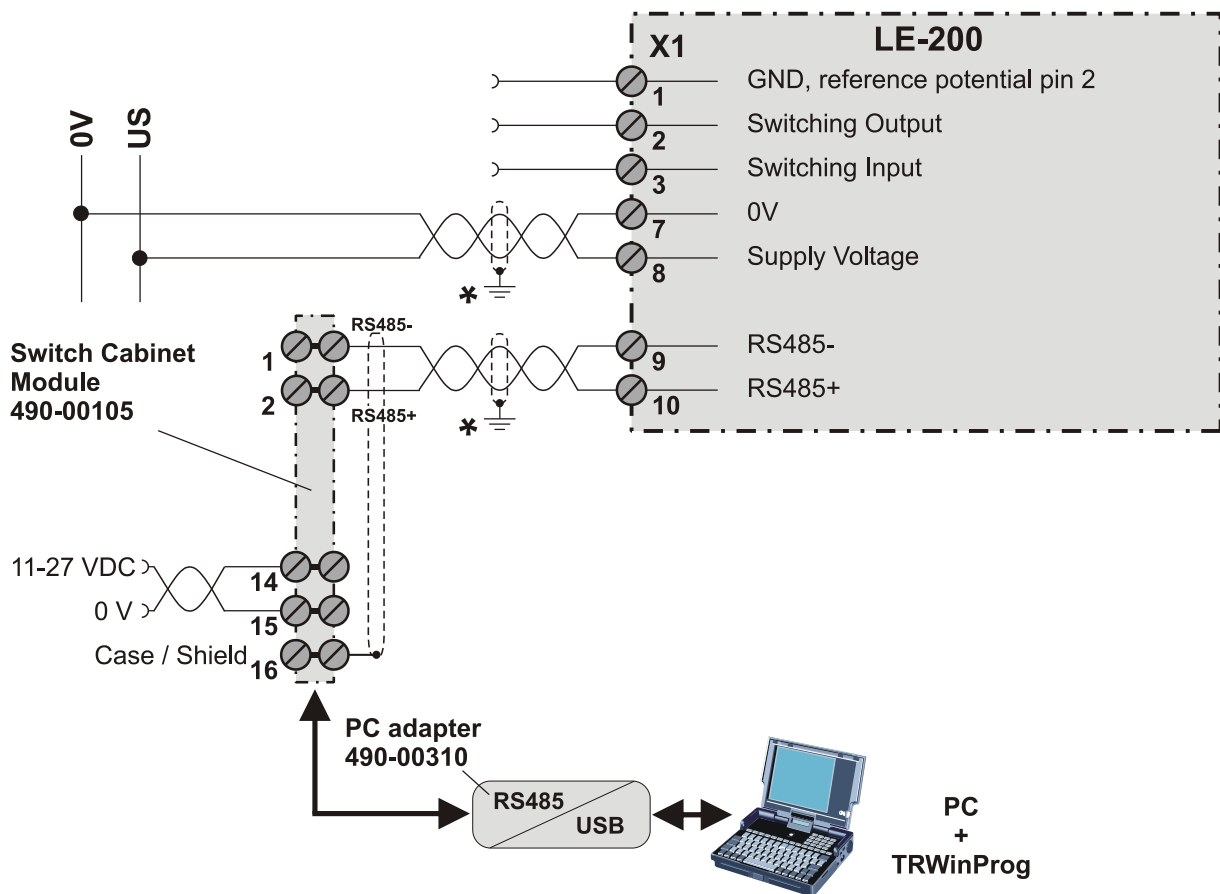 X1
LE-200
1
GND, reference potential pin 2
2
Switching Output
3
Switching Input
7
0V
8
Supply Voltage
9
RS485-
10
RS485+
0V
US
*
Switch Cabinet
Module
490-00105
1
RS485-
2
RS485+
*
11-27 VDC
14
0 V
15
Case / Shield
16
PC adapter
490-00310
RS485
USB
PC
+
TRWinProg